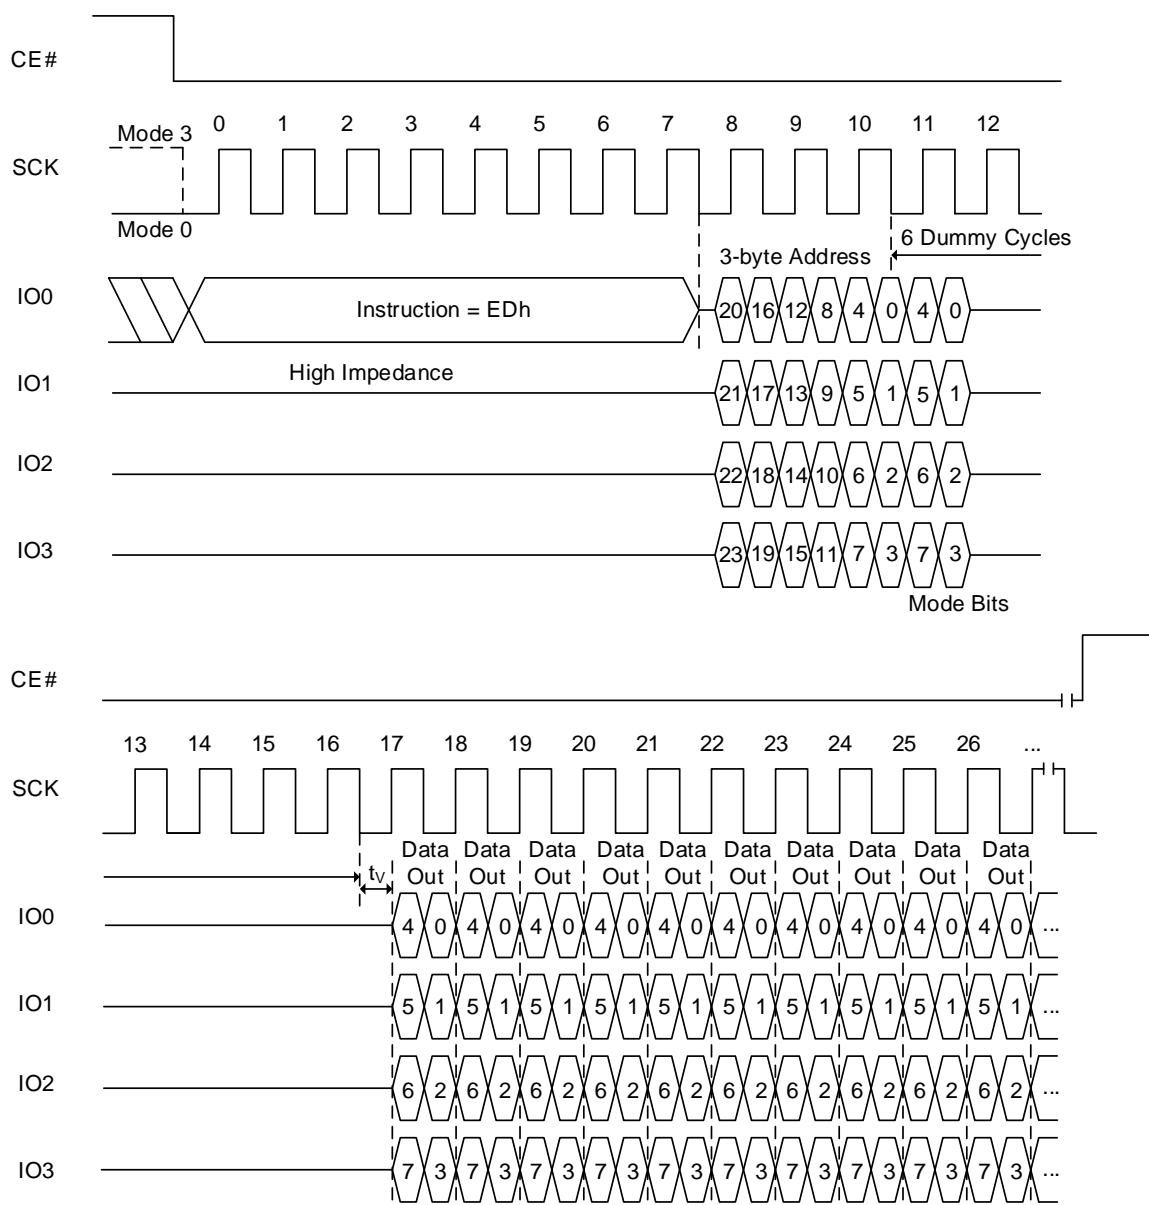 CE#
0 1 2 3 4 5 6 7 8 9 10 11 12
Mode 3
SCK
Mode 0
6 Dummy Cycles
3-byte Address
IO0 Instruction = EDh 20 16 12 8 4 0 4 0
High Impedance
IO1 21 17 13 9 5 1 5 1
IO2 22 18 14 10 6 2 6 2
IO3 23 19 15 11 7 3 7 3
Mode Bits
CE#
13 14 15 16 17 18 19 20 21 22 23 24 25 26 ...
SCK
Data Data Data Data Data Data Data Data Data Data
tV Out Out Out Out Out Out Out Out Out Out
IO0 4 0 4 0 4 0 4 0 4 0 4 0 4 0 4 0 4 0 4 0 ...
IO1 5 1 5 1 5 1 5 1 5 1 5 1 5 1 5 1 5 1 5 1 ...
IO2 6 2 6 2 6 2 6 2 6 2 6 2 6 2 6 2 6 2 6 2 ...
IO3 7 3 7 3 7 3 7 3 7 3 7 3 7 3 7 3 7 3 7 3 ...